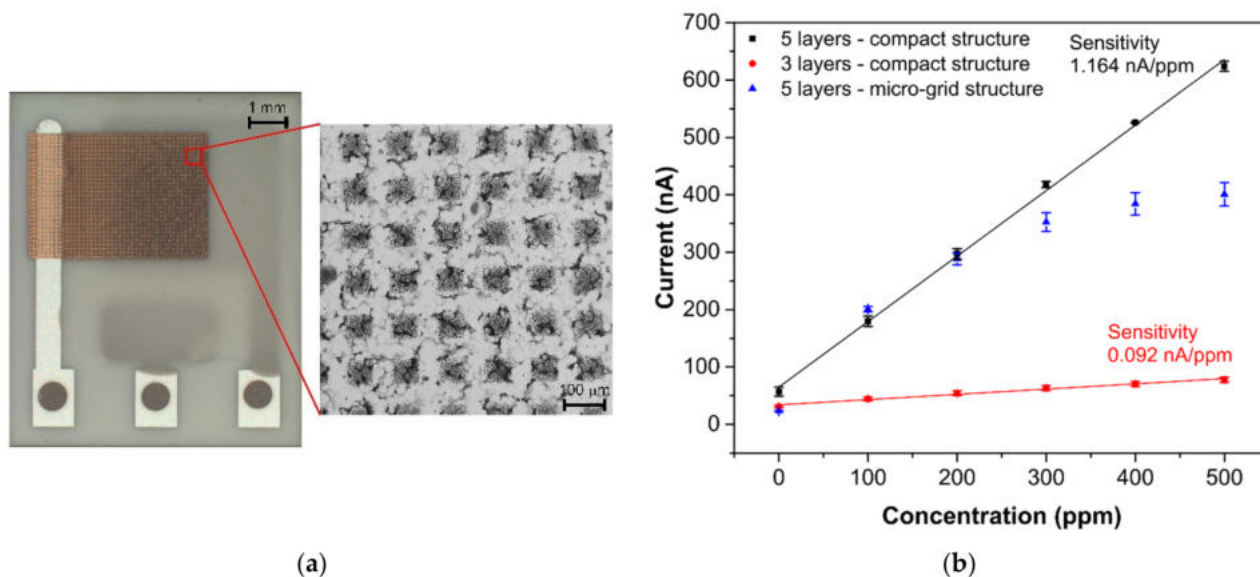 1 mm
100 µm
(a)
700
600
500
400
300
200
100
0
Current (nA)
5 layers - compact structure
3 layers - compact structure
5 layers - micro-grid structure
Sensitivity
1.164 nA/ppm
Sensitivity
0.092 nA/ppm
0 100 200 300 400 500
Concentration (ppm)
(b)